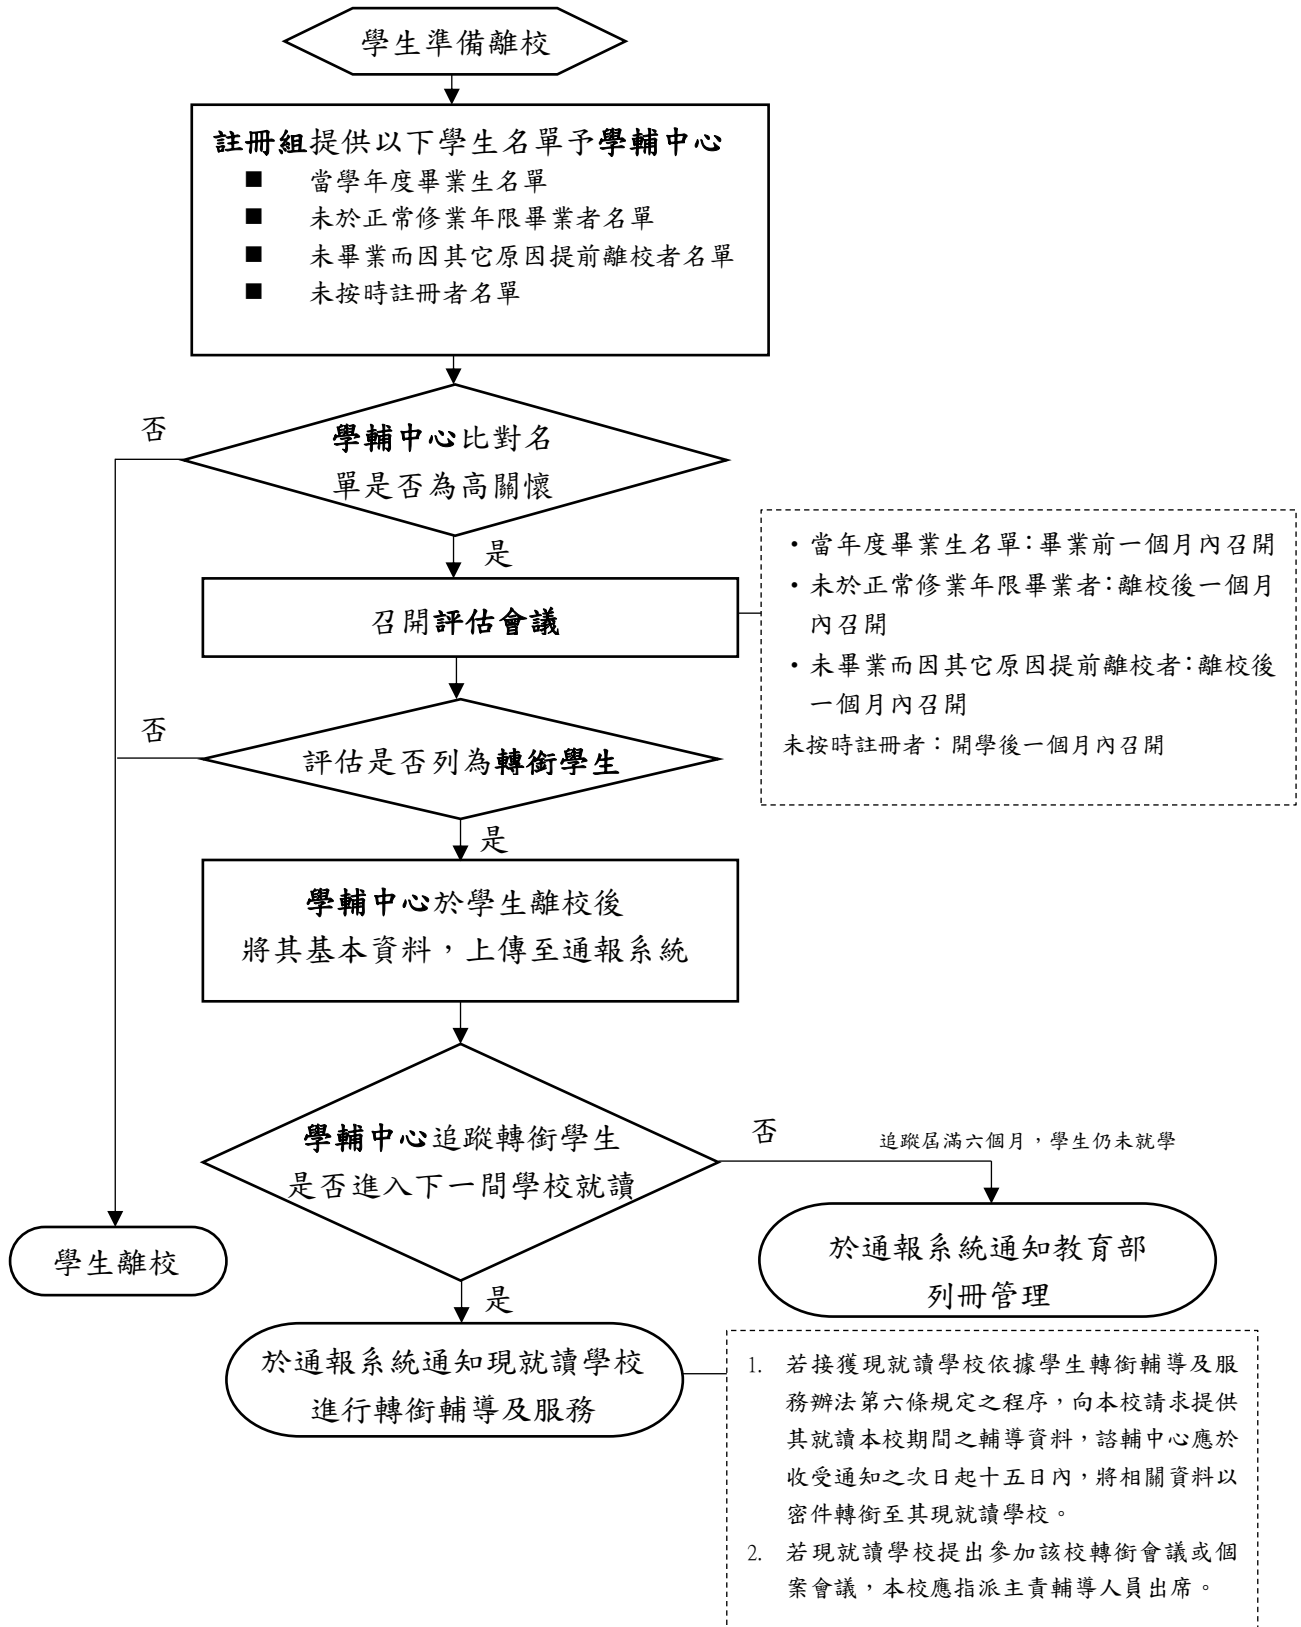 學生準備離校
註冊組提供以下學生名單予學輔中心
■ 當學年度畢業生名單
■ 未於正常修業年限畢業者名單
■ 未畢業而因其它原因提前離校者名單
■ 未按時註冊者名單
否
學輔中心比對名
單是否為高關懷
是
召開評估會議
・當年度畢業生名單：畢業前一個月內召開
・未於正常修業年限畢業者：離校後一個月
內召開
・未畢業而因其它原因提前離校者：離校後
一個月內召開
未按時註冊者：開學後一個月內召開
否
評估是否列為轉銜學生
是
學輔中心於學生離校後
將其基本資料，上傳至通報系統
學輔中心追蹤轉銜學生
是否進入下一間學校就讀
否
追蹤屆滿六個月，學生仍未就學
學生離校
於通報系統通知教育部
列冊管理
是
於通報系統通知現就讀學校
進行轉銜輔導及服務
1. 若接獲現就讀學校依據學生轉銜輔導及服
務辦法第六條規定之程序，向本校請求提供
其就讀本校期間之輔導資料，諮輔中心應於
收受通知之次日起十五日內，將相關資料以
密件轉銜至其現就讀學校。
2. 若現就讀學校提出參加該校轉銜會議或個
案會議，本校應指派主責輔導人員出席。